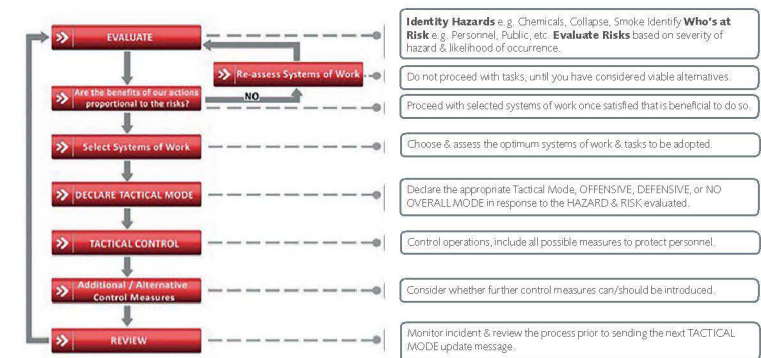 EVALUATE
Identity Hazards e.g. Chemicals, Collapse, Smoke Identify Who's at
Risk e.g. Personnel, Public, etc. Evaluate Risks based on severity of
hazard & likelihood of occurrence.
Re-assess Systems of Work
Do not proceed with tasks, until you have considered viable alternatives.
Are the benefits of our actions
proportional to the risks?
NO
Proceed with selected systems of work once satisfied that is beneficial to do so.
Select Systems of Work
Choose & assess the optimum systems of work & tasks to be adopted.
DECLARE TACTICAL MODE
Declare the appropriate Tactical Mode, OFFENSIVE, DEFENSIVE, or NO
OVERALL MODE in response to the HAZARD & RISK evaluated.
TACTICAL CONTROL
Control operations, include all possible measures to protect personnel.
Additional / Alternative
Control Measures
Consider whether further control measures can/should be introduced.
REVIEW
Monitor incident & review the process prior to sending the next TACTICAL
MODE update message.